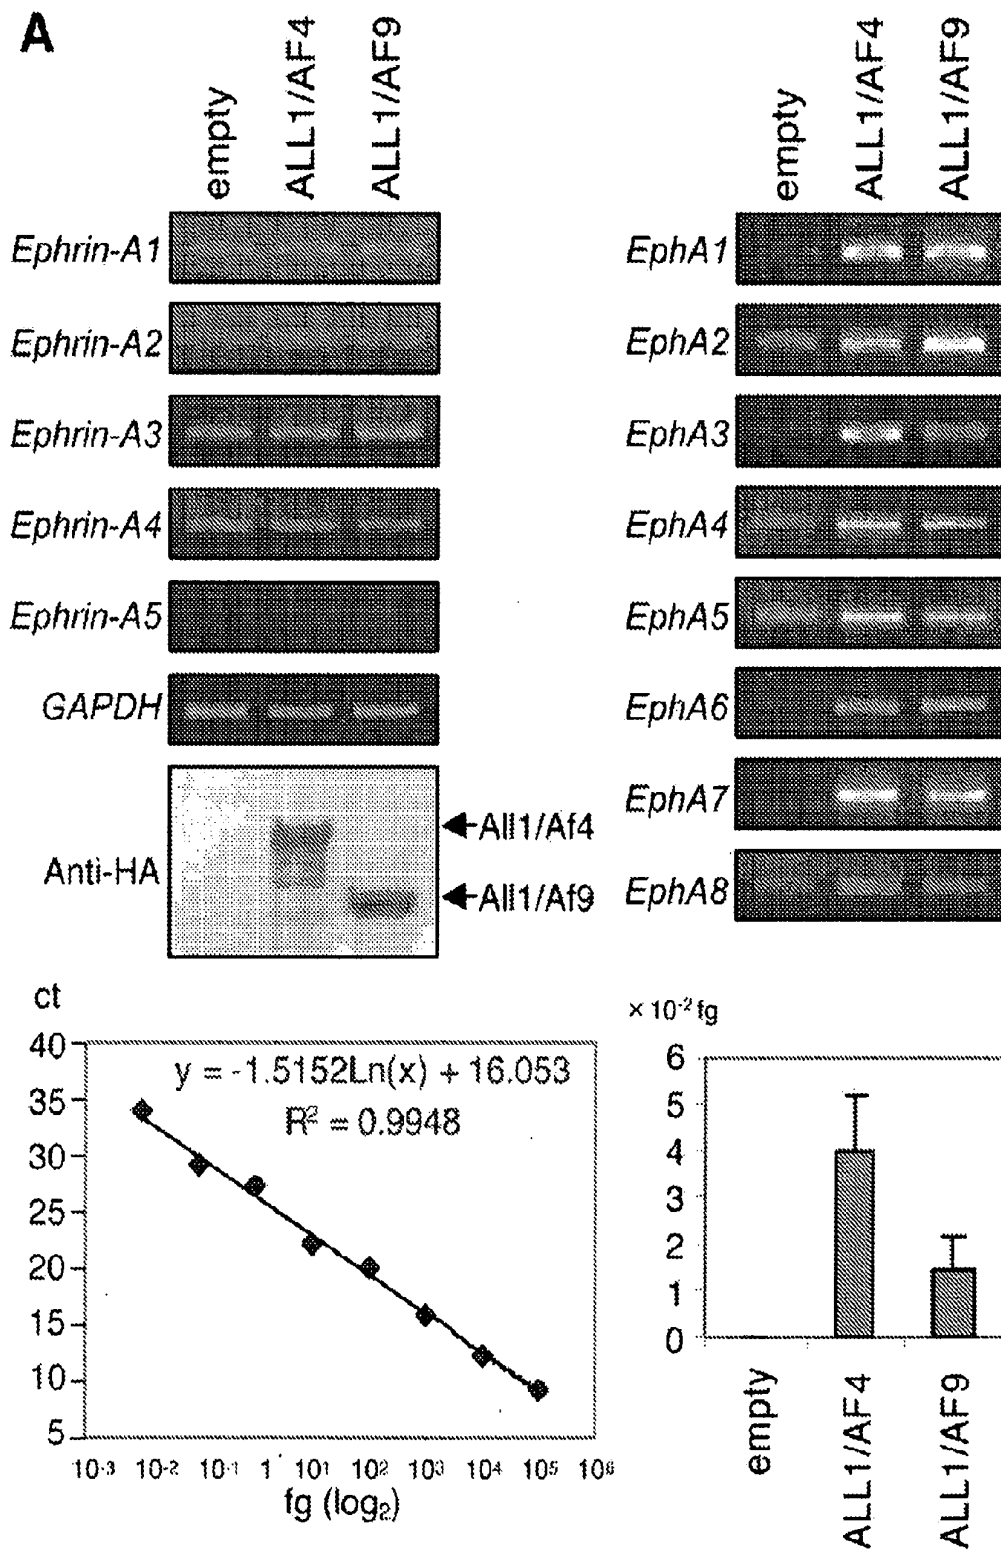 A
empty
ALL1/AF4
ALL1/AF9
Ephrin-A1
Ephrin-A2
Ephrin-A3
Ephrin-A4
Ephrin-A5
GAPDH
Anti-HA
All1/Af4
All1/Af9
empty
ALL1/AF4
ALL1/AF9
EphA1
EphA2
EphA3
EphA4
EphA5
EphA6
EphA7
EphA8
ct
40
35
30
25
20
15
10
5
y = -1.5152Ln(x) + 16.053
R² = 0.9948
10⁻³ 10⁻² 10⁻¹ 1 10¹ 10² 10³ 10⁴ 10⁵ 10⁶
fg (log₂)
× 10⁻² fg
6
5
4
3
2
1
0
empty
ALL1/AF4
ALL1/AF9